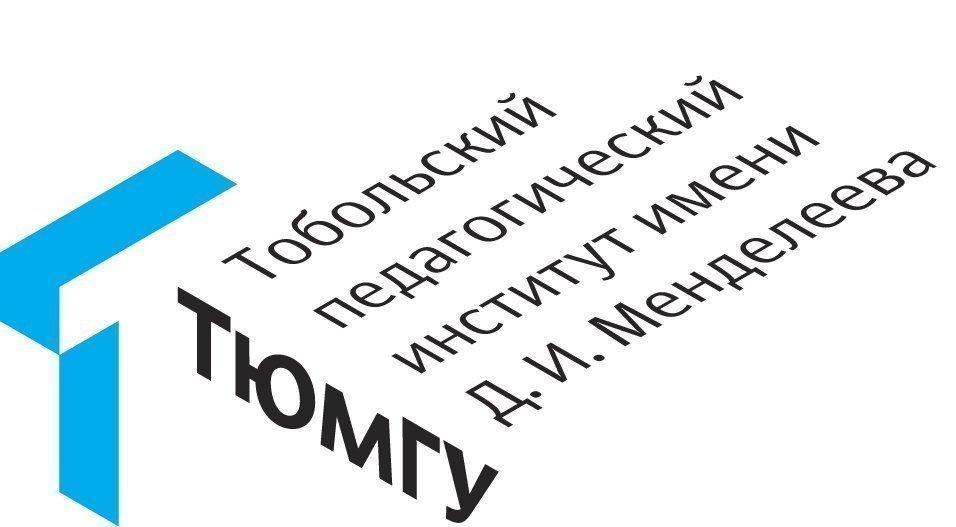 Тобольский
педагогический
институт имени
Д. И. Менделеева
ТЮМГУ